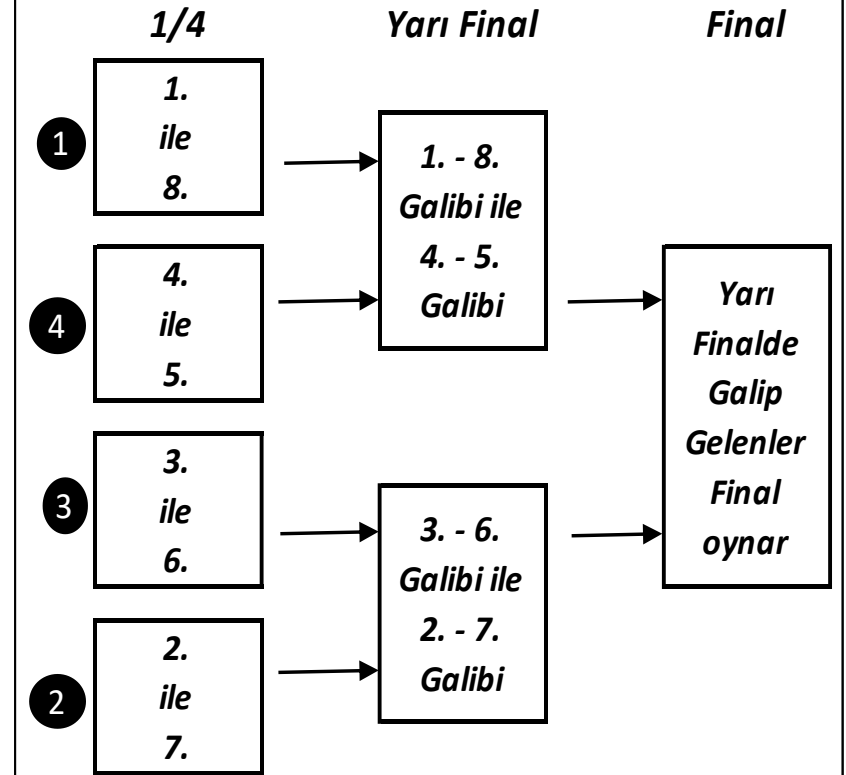 1/4 Yarı Final Final
1
1.
ile
8.
4
4.
ile
5.
3
3.
ile
6.
2
2.
ile
7.
1. - 8.
Galibi ile
4. - 5.
Galibi
3. - 6.
Galibi ile
2. - 7.
Galibi
Yarı
Finalde
Galip
Gelenler
Final
oynar